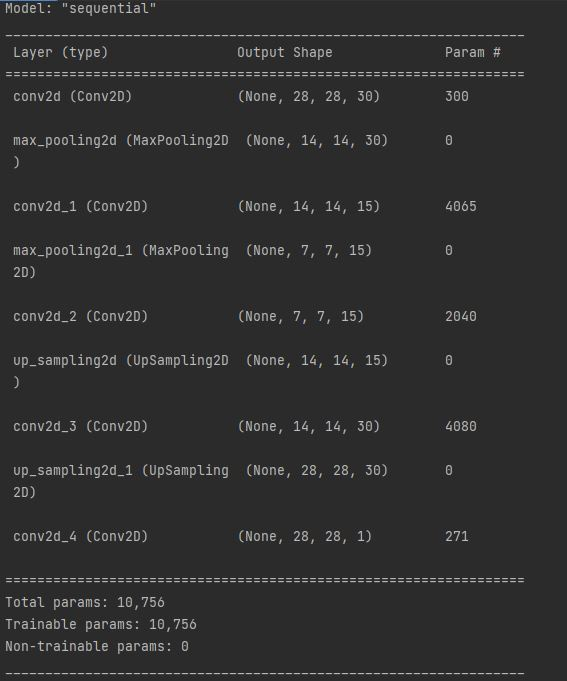 Model: "sequential"
_________________________________________________________________
Layer (type) Output Shape Param #
=================================================================
conv2d (Conv2D) (None, 28, 28, 30) 300
max_pooling2d (MaxPooling2D (None, 14, 14, 30) 0
)
conv2d_1 (Conv2D) (None, 14, 14, 15) 4065
max_pooling2d_1 (MaxPooling (None, 7, 7, 15) 0
2D)
conv2d_2 (Conv2D) (None, 7, 7, 15) 2040
up_sampling2d (UpSampling2D (None, 14, 14, 15) 0
)
conv2d_3 (Conv2D) (None, 14, 14, 30) 4080
up_sampling2d_1 (UpSampling (None, 28, 28, 30) 0
2D)
conv2d_4 (Conv2D) (None, 28, 28, 1) 271
=================================================================
Total params: 10,756
Trainable params: 10,756
Non-trainable params: 0
_________________________________________________________________